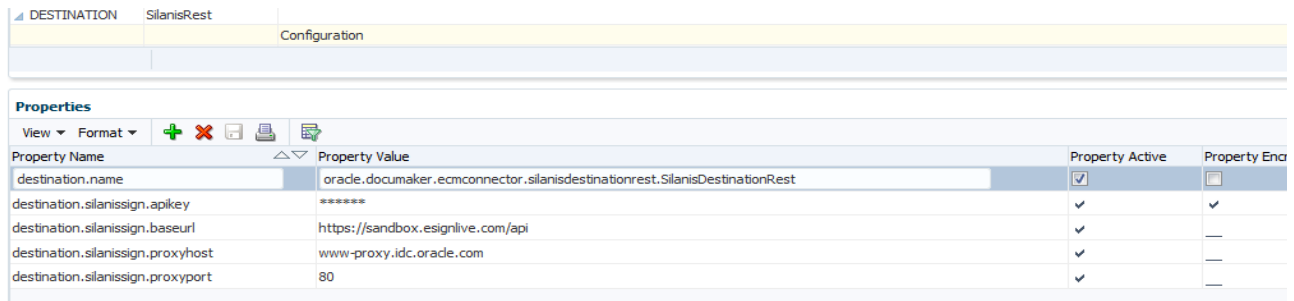 DESTINATION SilanisRest
Configuration
Properties
View Format
Property Name Property Value Property Active Property Encr
destination.name oracle.documaker.ecmconnector.silanisdestinationrest.SilanisDestinationRest
destination.silanissign.apikey ******
destination.silanissign.baseurl https://sandbox.esignlive.com/api
destination.silanissign.proxyhost www-proxy.idc.oracle.com
destination.silanissign.proxyport 80